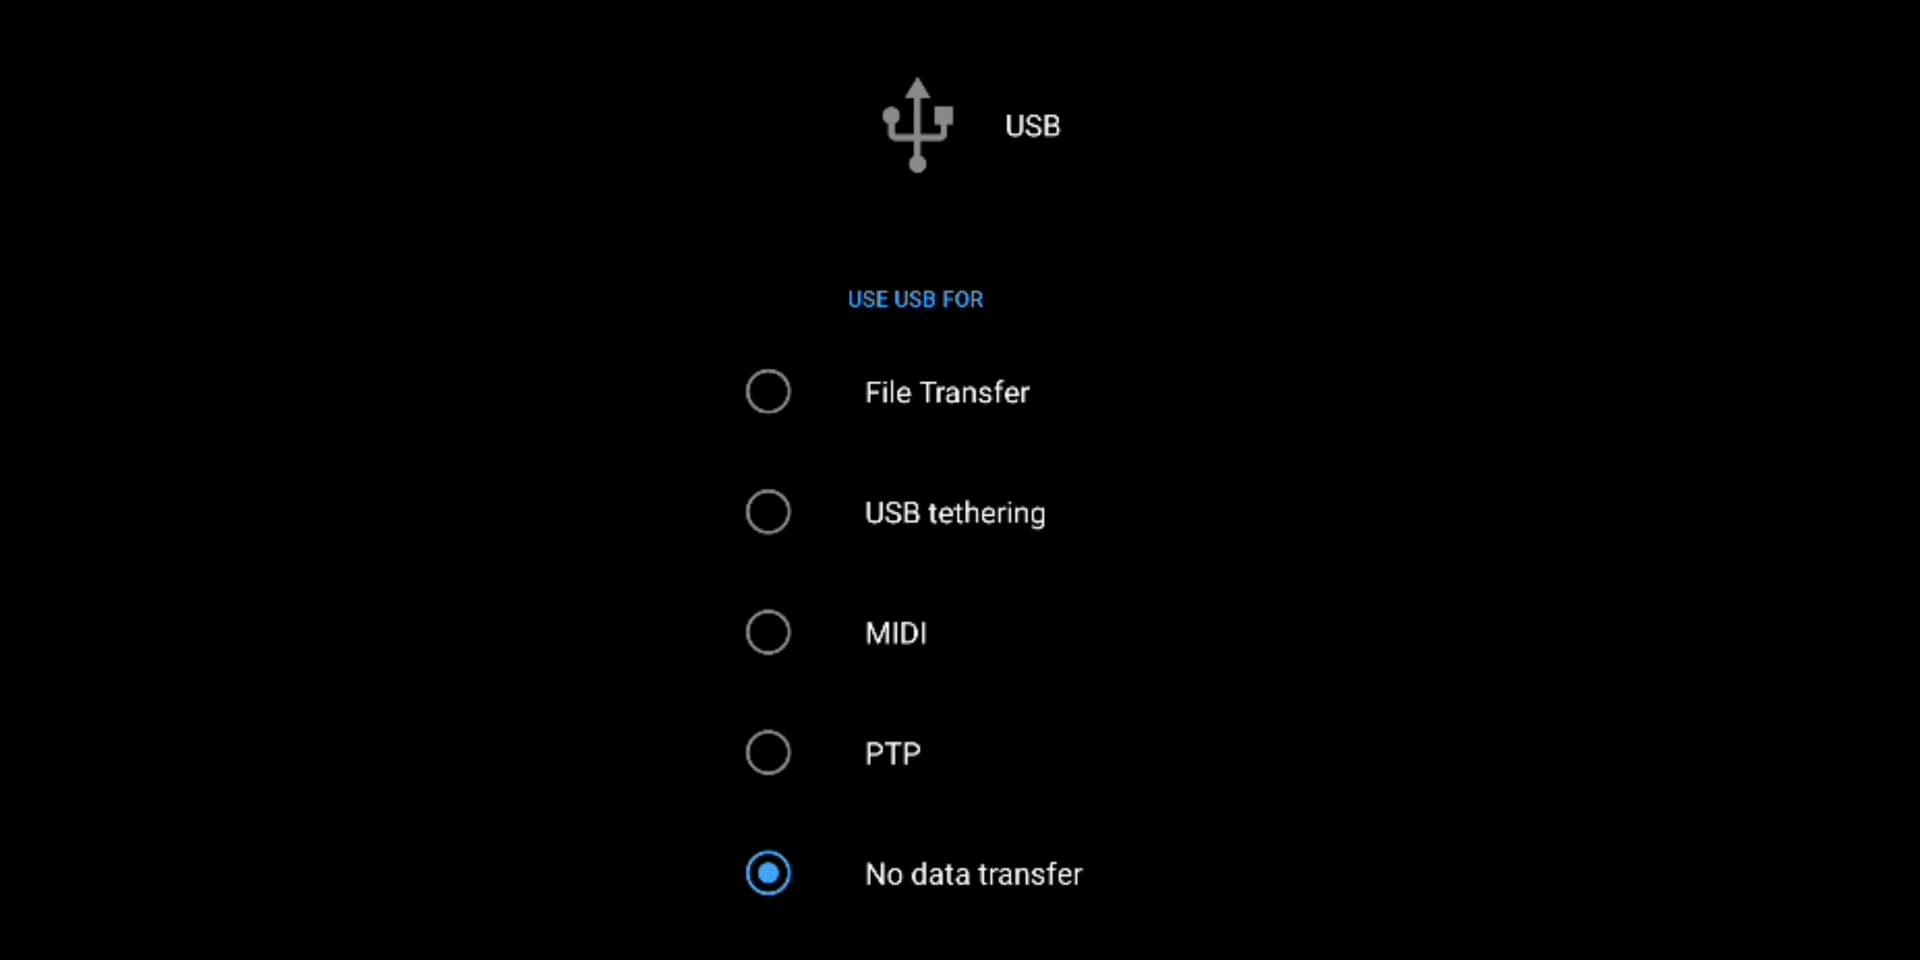 USB
USE USB FOR
File Transfer
USB tethering
MIDI
PTP
No data transfer